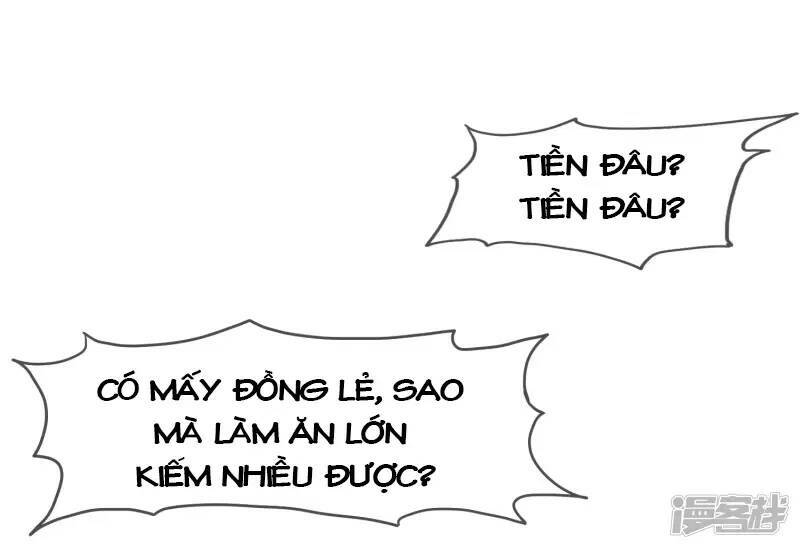 TIỀN ĐÂU?
TIỀN ĐÂU?
CÓ MẤY ĐỒNG LẺ, SAO
MÀ LÀM ĂN LỚN
KIẾM NHIỀU ĐƯỢC?
漫客栈